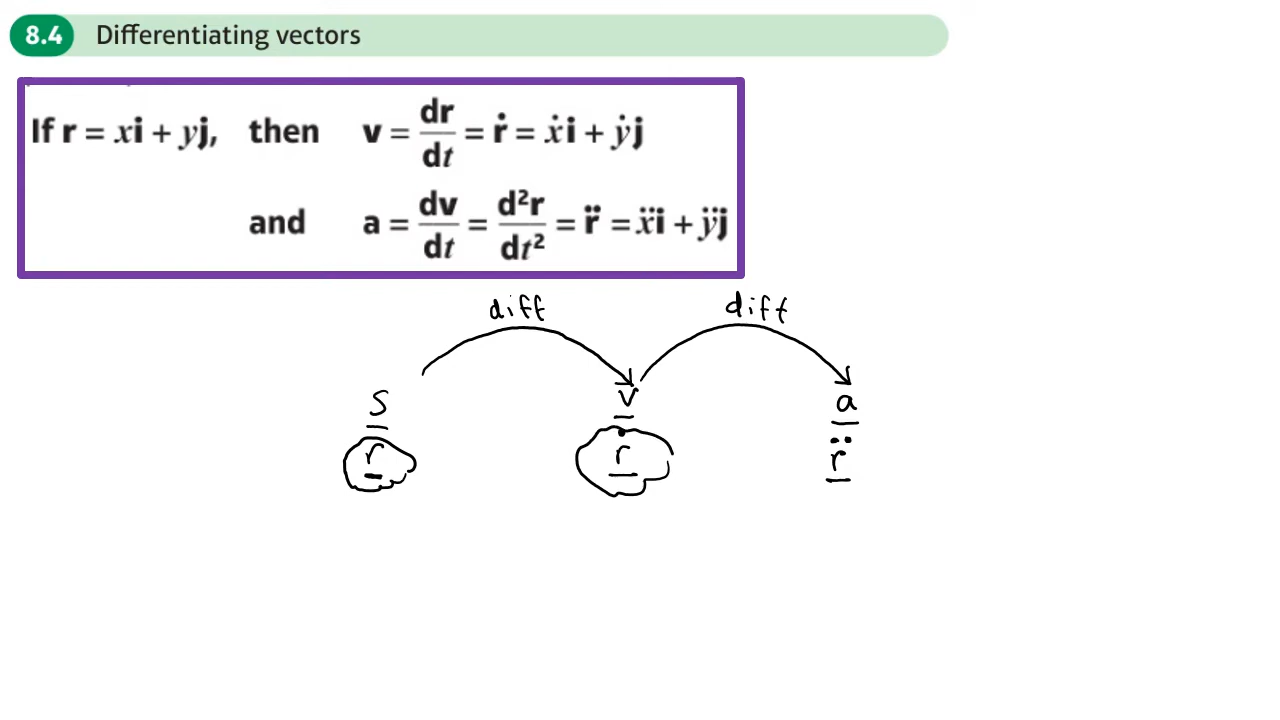 8.4 Differentiating vectors
If r = xi + yj, then v = dr/dt = ṙ = ẋi + ẏj
and a = dv/dt = d²r/dt² = r̈ = ẍi + ÿj
diff diff
s v a
r ṙ r̈